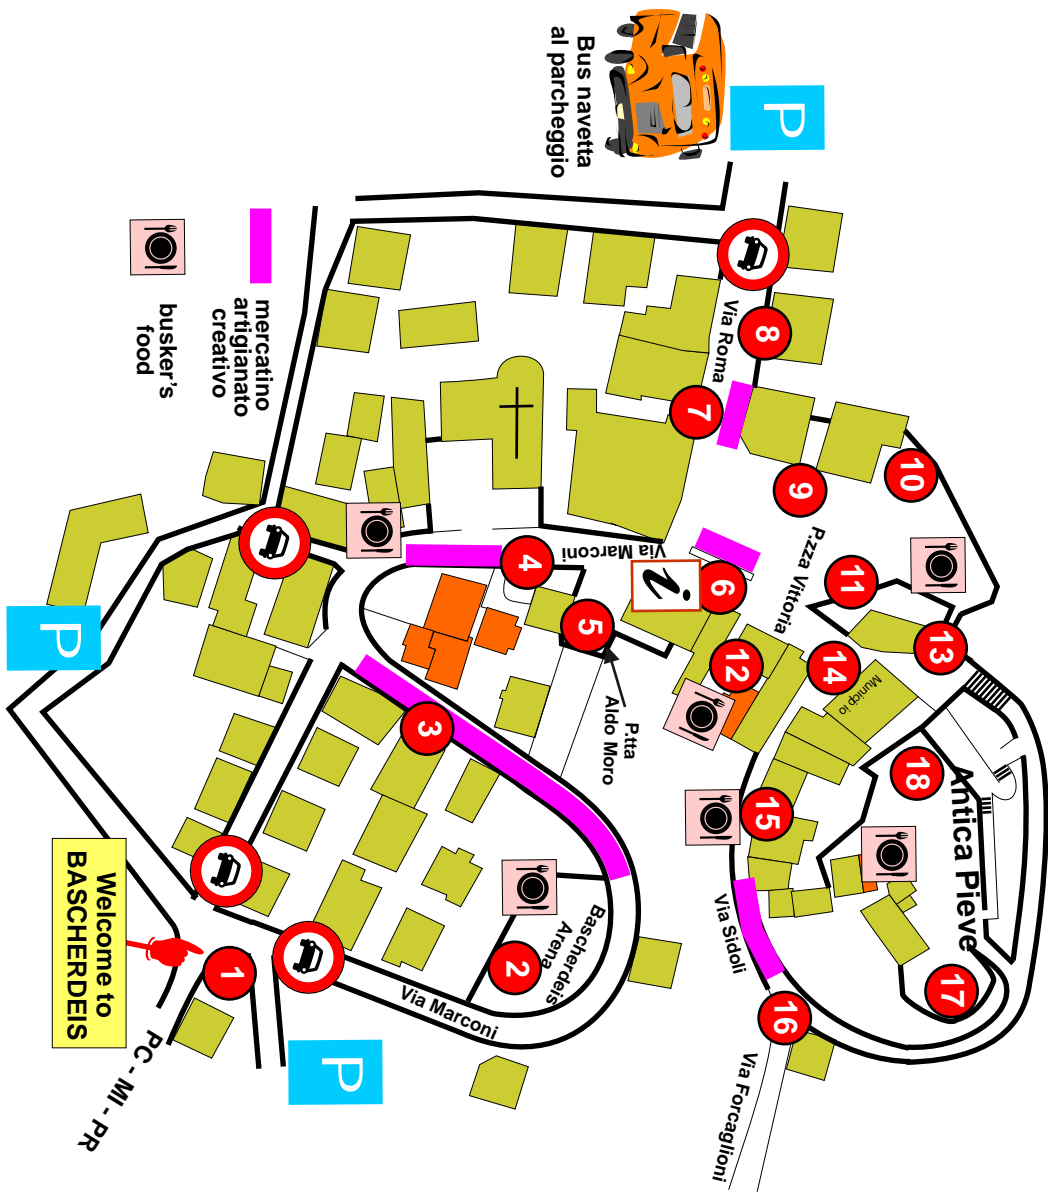 Bus navetta
al parcheggio
P
mercatino
artigianato
creativo
busker's
food
Via Roma
8
7
10
9
P.zza Vittoria
11
13
14
Municipio
12
6
i
Via Marconi
4
5
P.tta
Aldo Moro
3
P
18
Antica Pieve
17
15
Via Sidoli
16
Via Forcaglioni
Bascherdeis
Arena
2
Via Marconi
1
Welcome to
BASCHERDEIS
PC - MI - PR
P